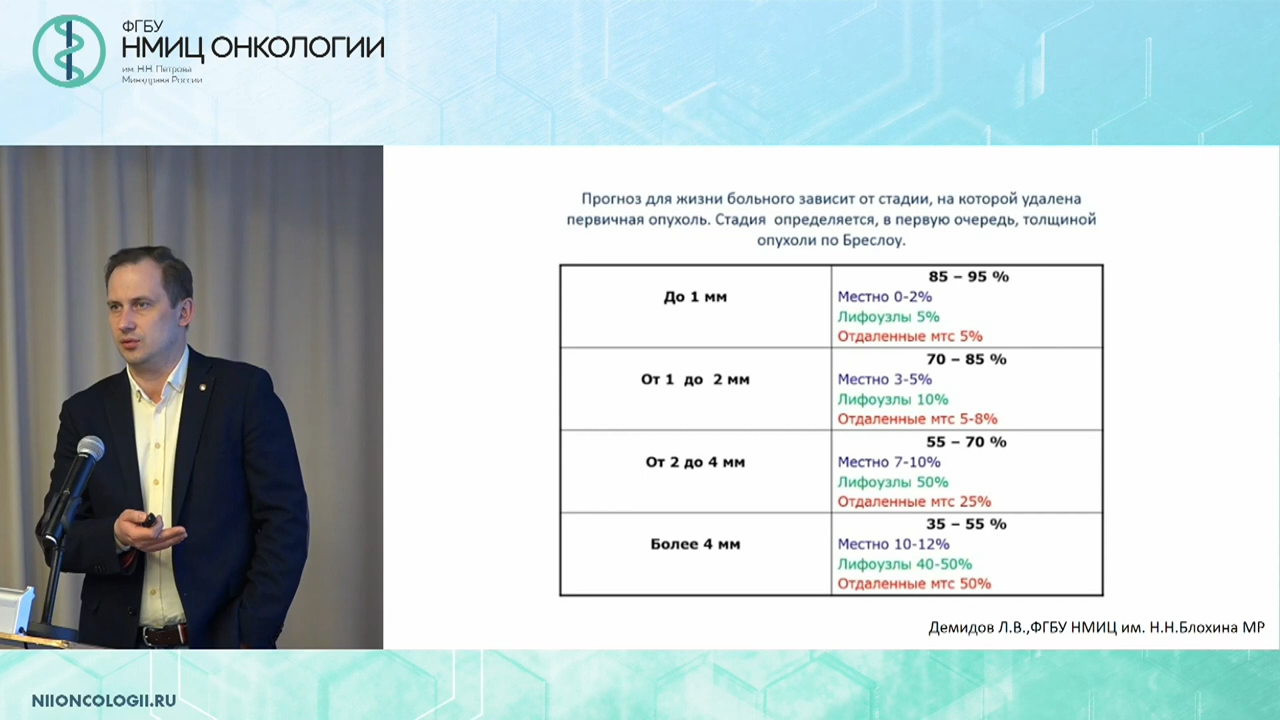 ФГБУ
НМИЦ ОНКОЛОГИИ
им. Н.Н. Петрова
Минздрава России
Прогноз для жизни больного зависит от стадии, на которой удалена
первичная опухоль. Стадия определяется, в первую очередь, толщиной
опухоли по Бреслоу.
До 1 мм
85 – 95 %
Местно 0-2%
Лифоузлы 5%
Отдаленные мтс 5%
От 1 до 2 мм
70 – 85 %
Местно 3-5%
Лифоузлы 10%
Отдаленные мтс 5-8%
От 2 до 4 мм
55 – 70 %
Местно 7-10%
Лифоузлы 50%
Отдаленные мтс 25%
Более 4 мм
35 – 55 %
Местно 10-12%
Лифоузлы 40-50%
Отдаленные мтс 50%
Демидов Л.В.,ФГБУ НМИЦ им. Н.Н.Блохина МР
NIIONCOLOGII.RU